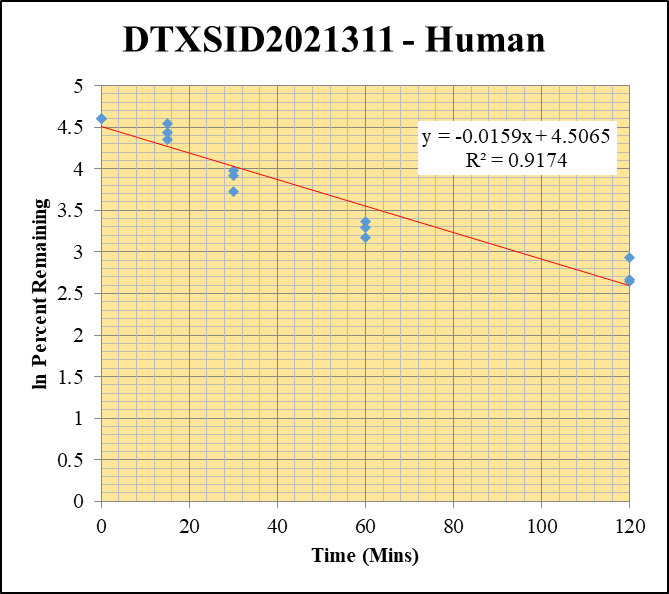 DTXSID2021311 - Human
5
4.5
4
3.5
3
2.5
2
1.5
1
0.5
0
ln Percent Remaining
y = -0.0159x + 4.5065
R² = 0.9174
0 20 40 60 80 100 120
Time (Mins)